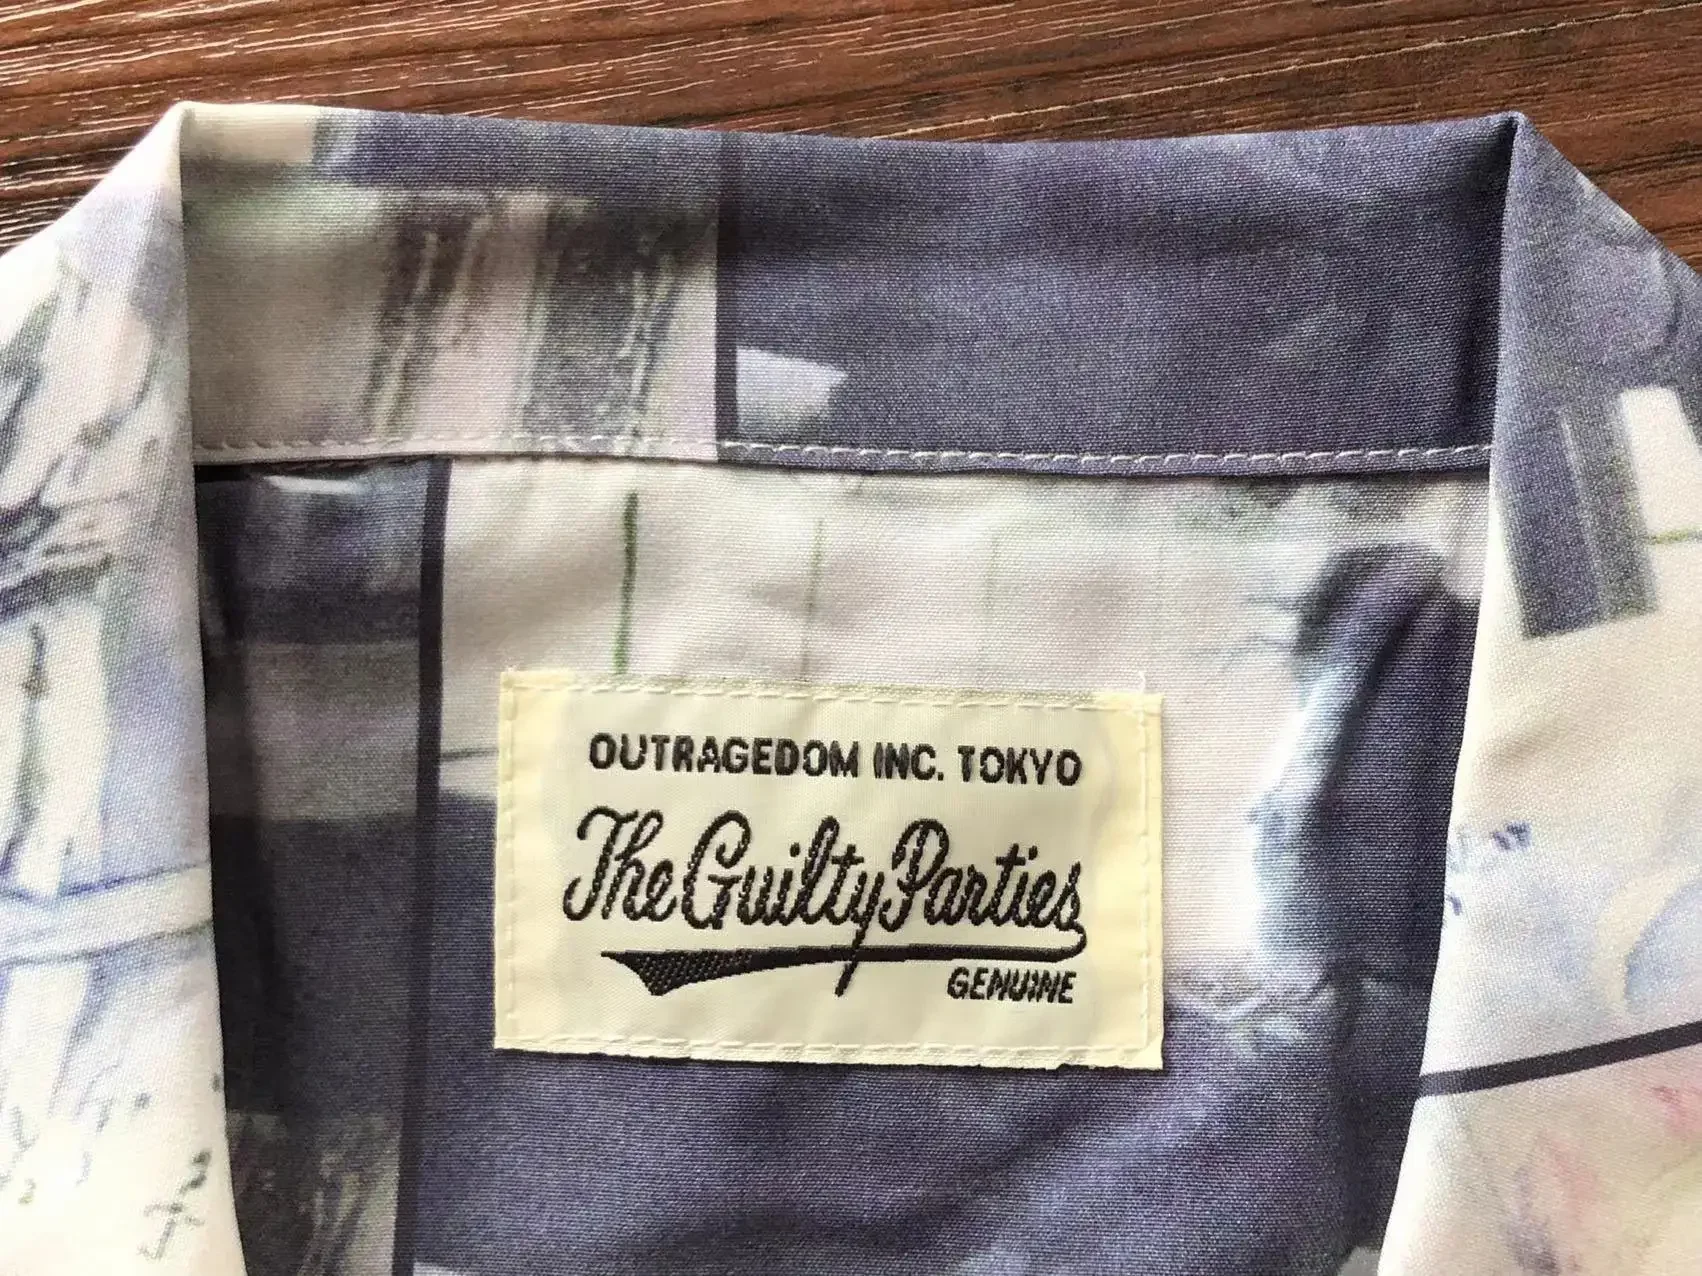 OUTRAGEDOM INC. TOKYO
The Guilty Parties
GENUINE